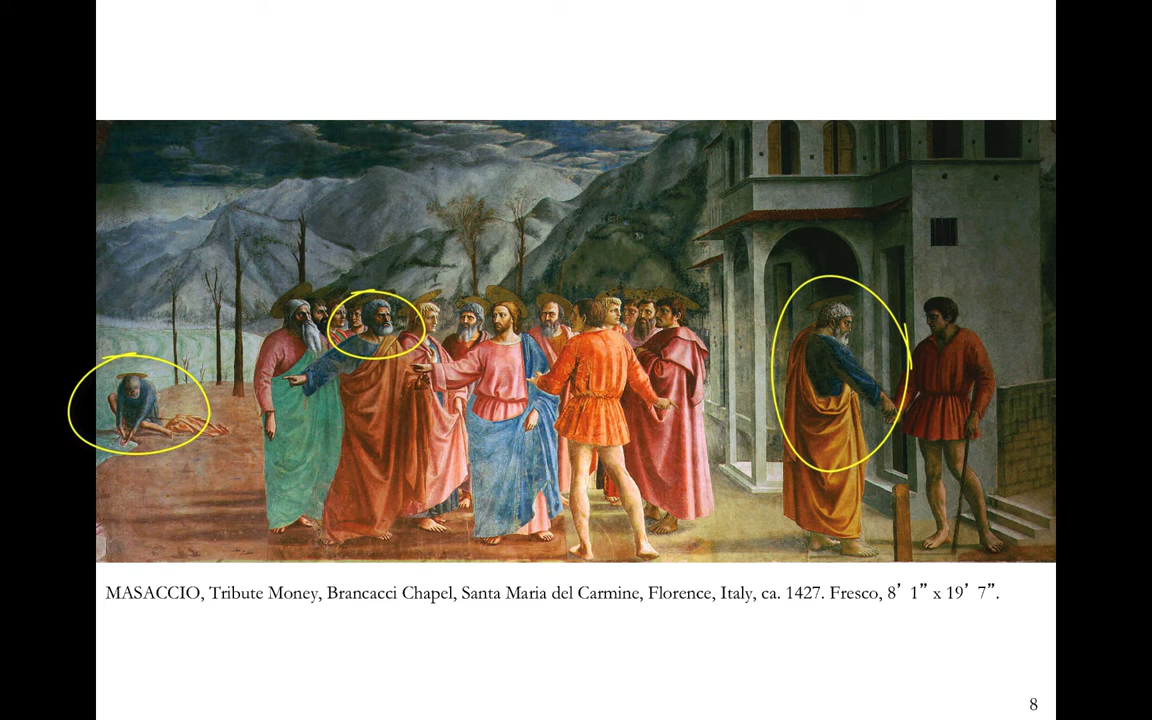 MASACCIO, Tribute Money, Brancacci Chapel, Santa Maria del Carmine, Florence, Italy, ca. 1427. Fresco, 8’ 1” x 19’ 7”.
8